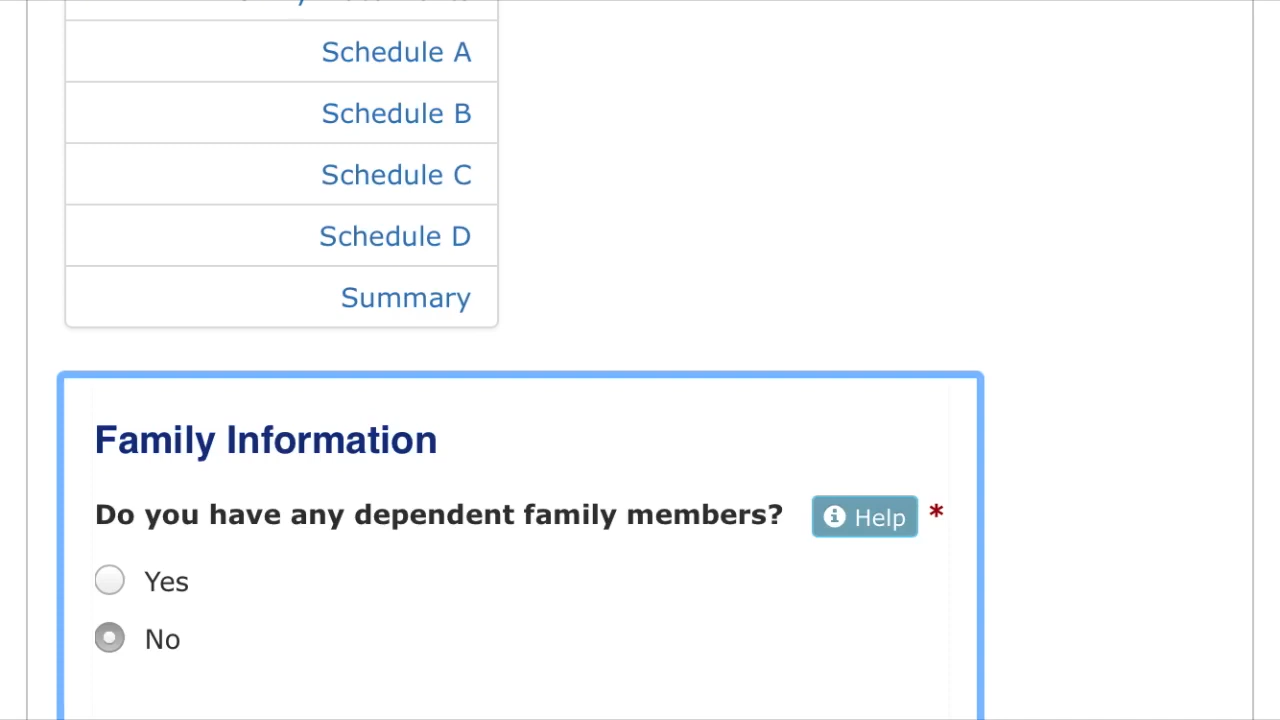 Schedule A
Schedule B
Schedule C
Schedule D
Summary
Family Information
Do you have any dependent family members? Help *
Yes
No